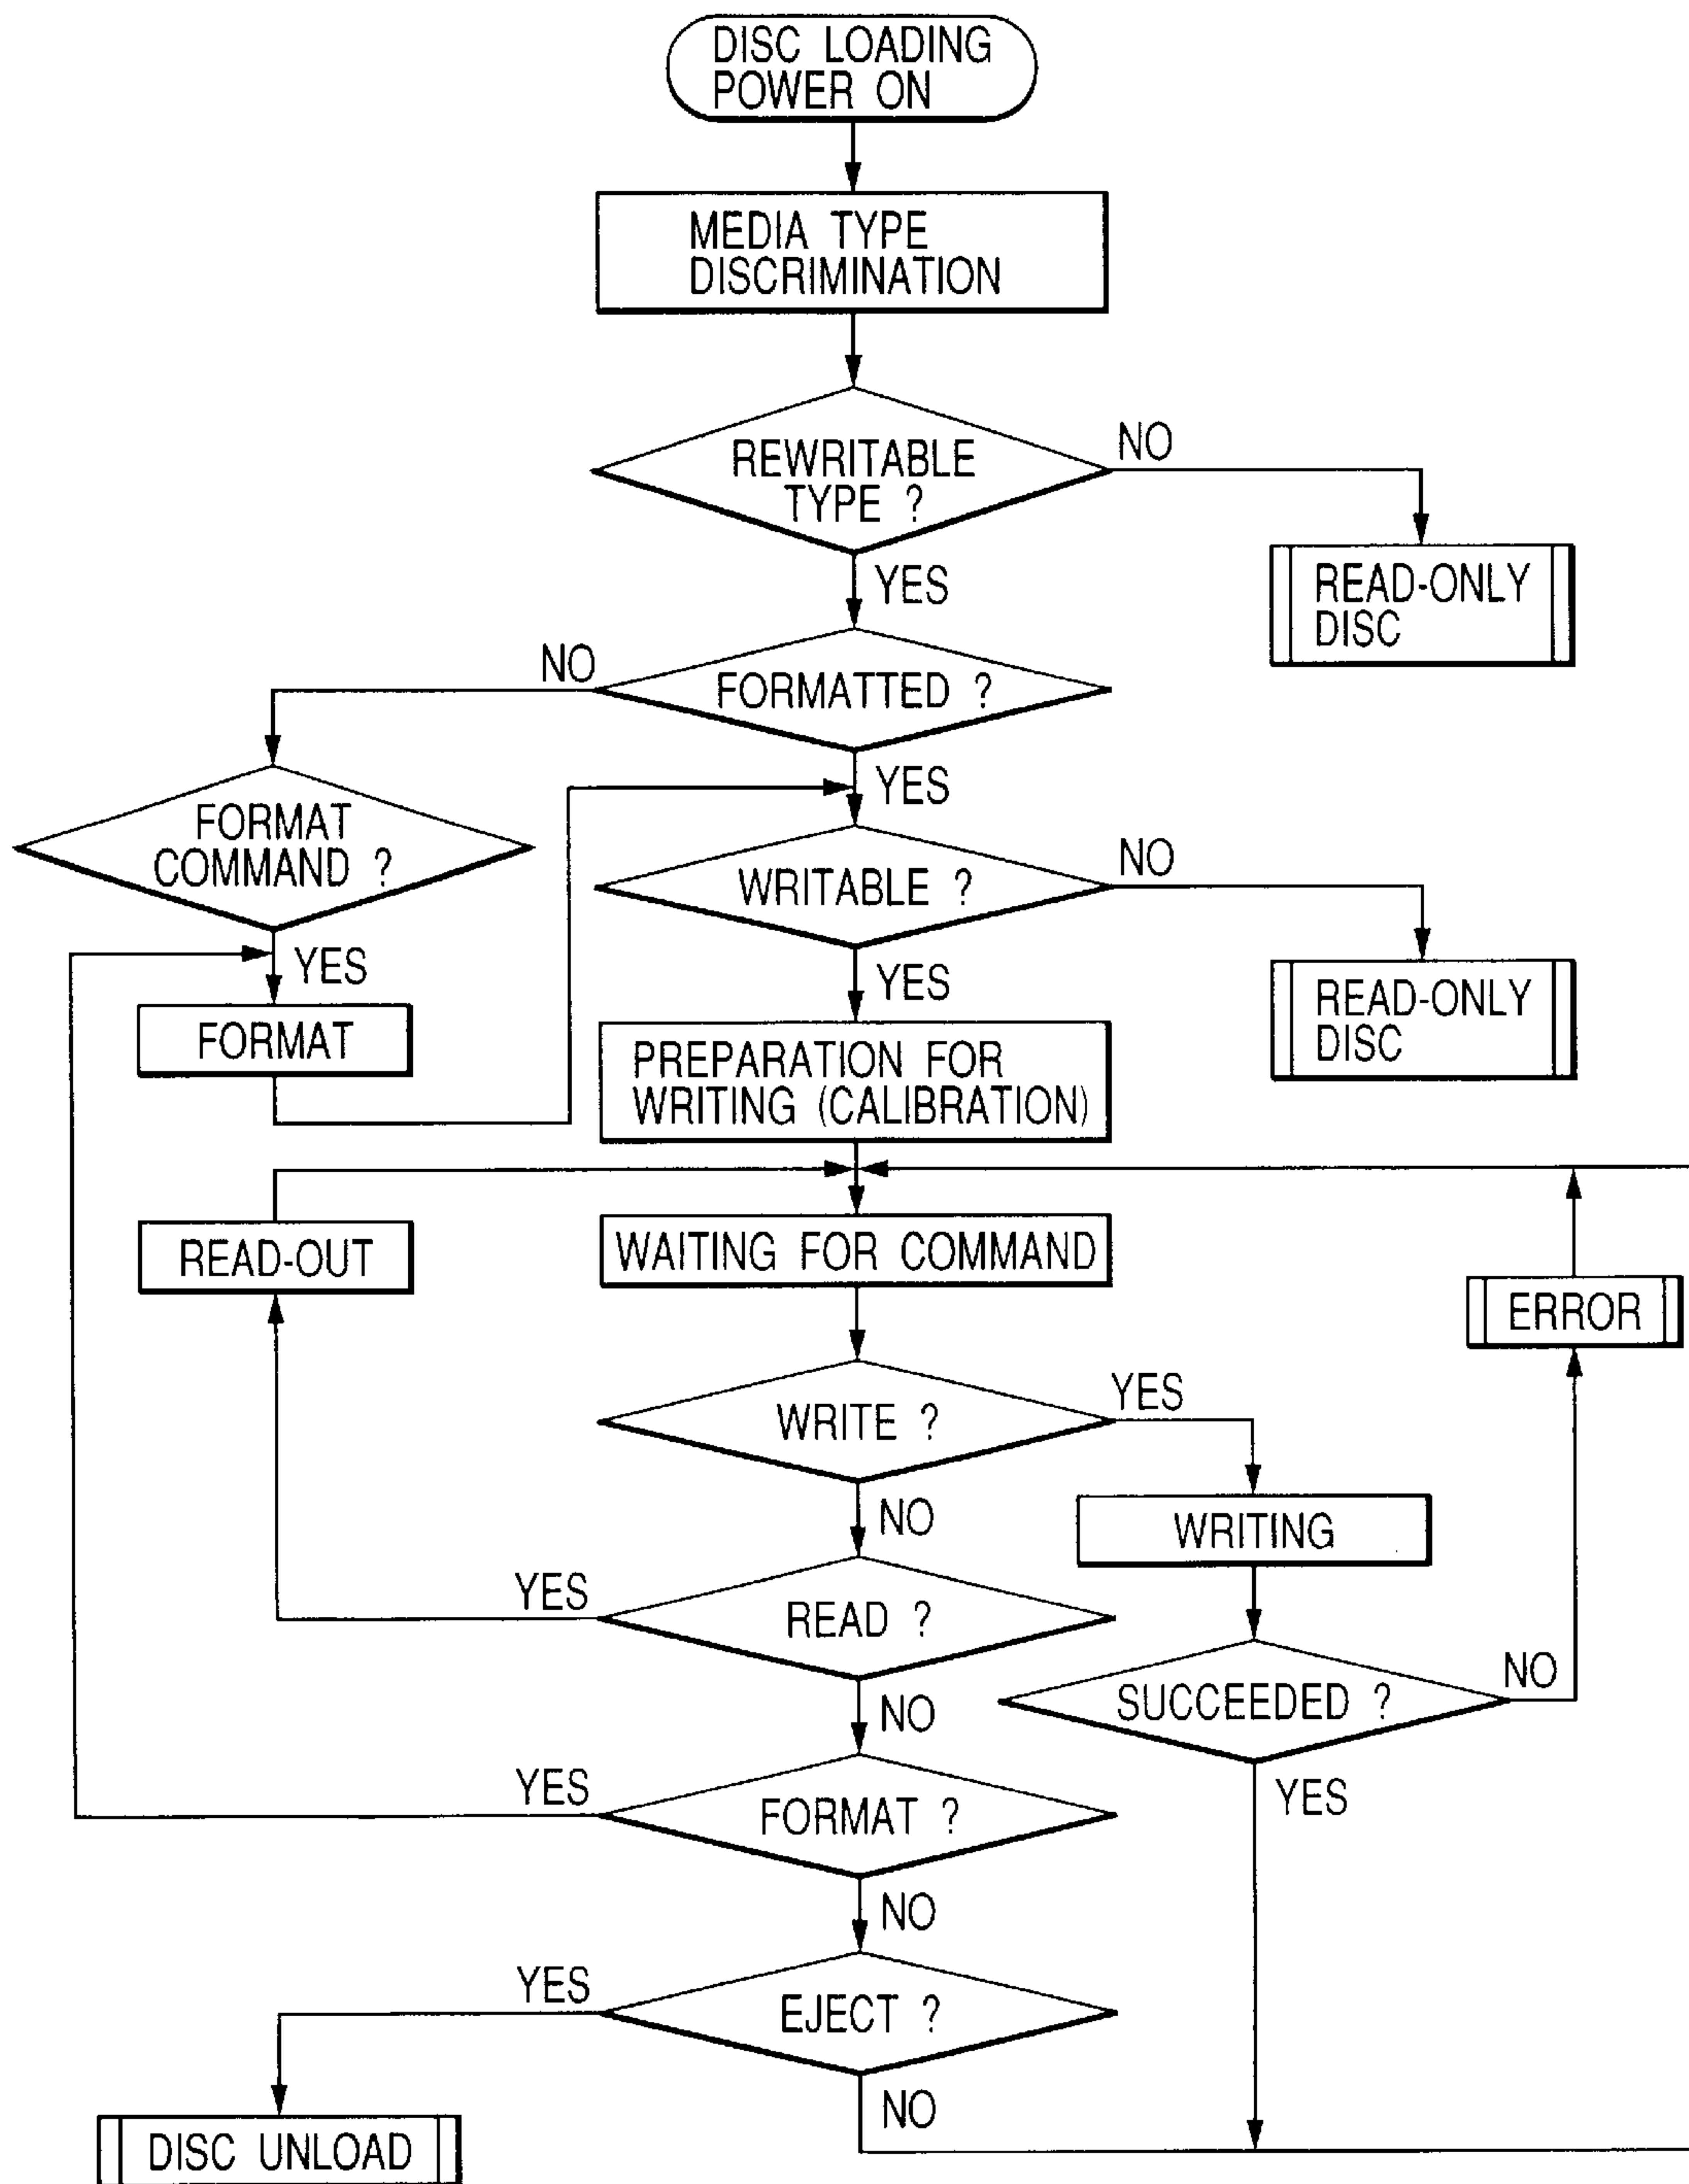 DISC LOADING
POWER ON
MEDIA TYPE
DISCRIMINATION
REWRITABLE
TYPE ?
NO
YES
READ-ONLY
DISC
NO
FORMATTED ?
YES
FORMAT
COMMAND ?
WRITABLE ?
NO
YES
YES
READ-ONLY
DISC
FORMAT
PREPARATION FOR
WRITING (CALIBRATION)
READ-OUT
WAITING FOR COMMAND
ERROR
WRITE ?
YES
NO
WRITING
YES
READ ?
NO
SUCCEEDED ?
NO
YES
YES
FORMAT ?
NO
YES
EJECT ?
NO
DISC UNLOAD